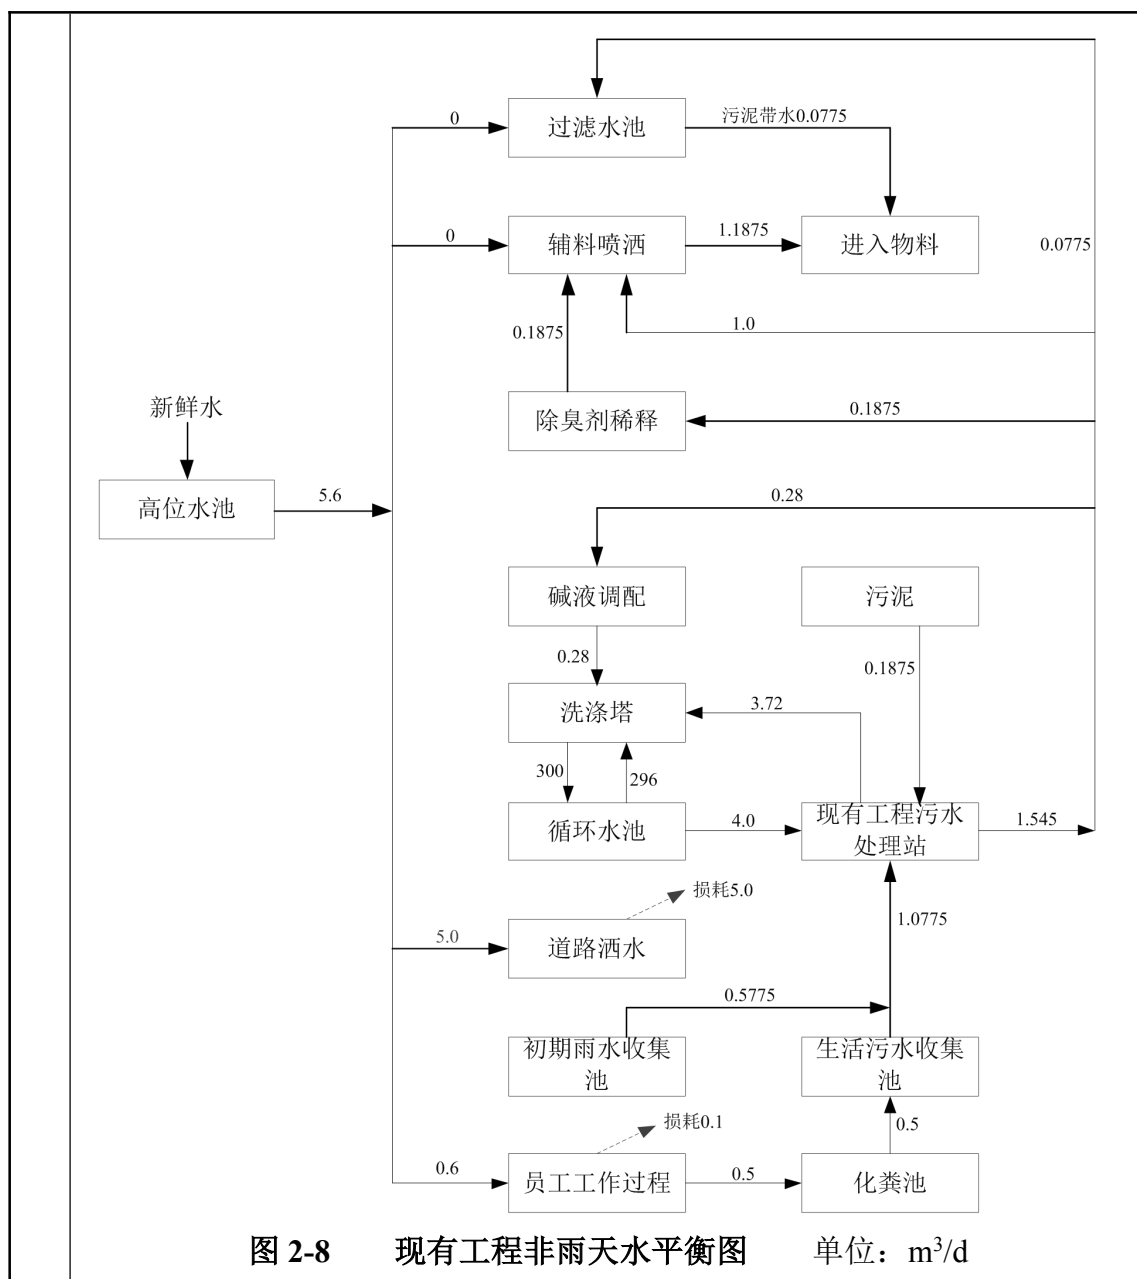 0
过滤水池
污泥带水0.0775
0
辅料喷洒
1.1875
进入物料
0.0775
0.1875
1.0
新鲜水
除臭剂稀释
0.1875
高位水池
5.6
0.28
碱液调配
污泥
0.28
0.1875
洗涤塔
3.72
300
296
循环水池
4.0
现有工程污水
处理站
1.545
损耗5.0
5.0
道路洒水
1.0775
0.5775
初期雨水收集
池
生活污水收集
池
损耗0.1
0.5
0.6
员工工作过程
0.5
化粪池
图 2-8 现有工程非雨天水平衡图 单位：m³/d